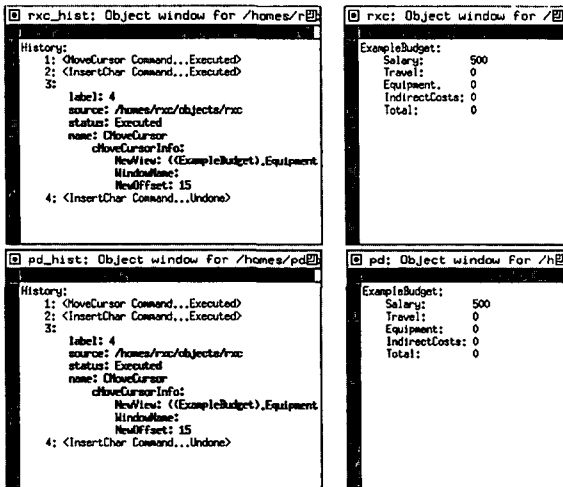 rxc_hist: Object window for /homes/r
History:
1: <MoveCursor Command...Executed>
2: <InsertChar Command...Executed>
3:
label: 4
source: /homes/rxc/objects/rxc
status: Executed
name: CMoveCursor
cMoveCursorInfo:
NewView: ((ExampleBudget).Equipment
WindowName:
NewOffset: 15
4: <InsertChar Command...Undone>
rxc: Object window for /
ExampleBudget:
Salary: 500
Travel: 0
Equipment. 0
IndirectCosts: 0
Total: 0
pd_hist: Object window for /homes/pd
History:
1: <MoveCursor Command...Executed>
2: <InsertChar Command...Executed>
3:
label: 4
source: /homes/rxc/objects/rxc
status: Executed
name: CMoveCursor
cMoveCursorInfo:
NewView: ((ExampleBudget).Equipment
WindowName:
NewOffset: 15
4: <InsertChar Command...Undone>
pd: Object window for /h
ExampleBudget:
Salary: 500
Travel: 0
Equipment: 0
IndirectCosts: 0
Total: 0